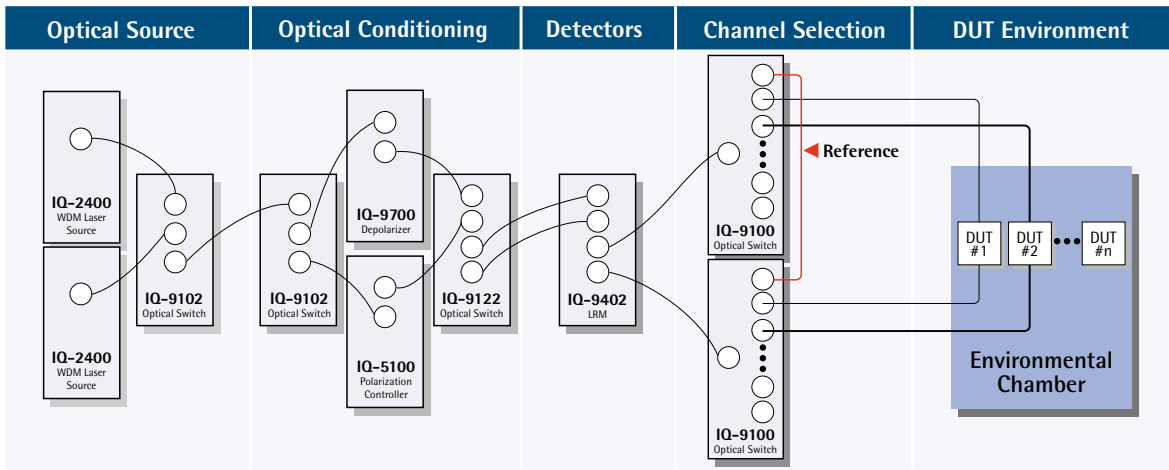 Optical Source
Optical Conditioning
Detectors
Channel Selection
DUT Environment
IQ-2400
WDM Laser
Source
IQ-2400
WDM Laser
Source
IQ-9102
Optical Switch
IQ-9102
Optical Switch
IQ-9700
Depolarizer
IQ-5100
Polarization
Controller
IQ-9122
Optical Switch
IQ-9402
LRM
IQ-9100
Optical Switch
Reference
IQ-9100
Optical Switch
DUT
#1
DUT
#2
DUT
#n
Environmental
Chamber